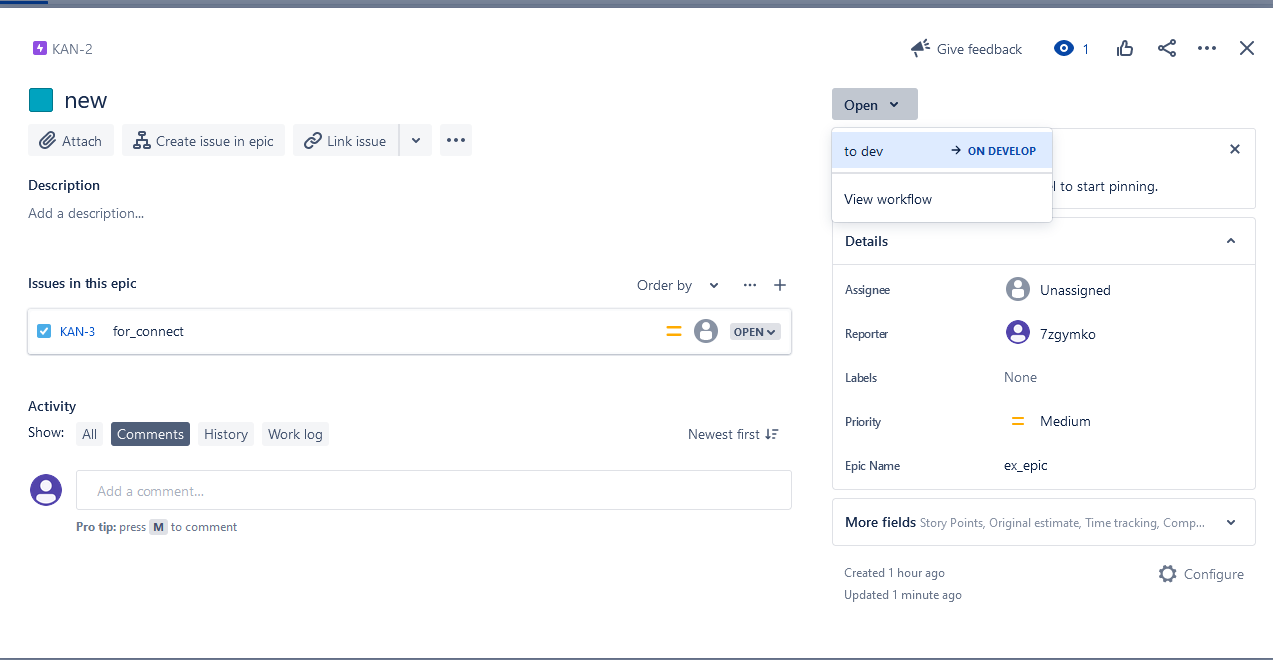 KAN-2
Give feedback
1
new
Open
Attach
Create issue in epic
Link issue
to dev → ON DEVELOP
to start pinning.
View workflow
Description
Add a description...
Details
Issues in this epic
Order by
KAN-3 for_connect OPEN
Assignee Unassigned
Reporter 7zgymko
Labels None
Priority Medium
Epic Name ex_epic
Activity
Show: All Comments History Work log Newest first
Add a comment...
Pro tip: press M to comment
More fields Story Points, Original estimate, Time tracking, Comp...
Created 1 hour ago
Updated 1 minute ago
Configure